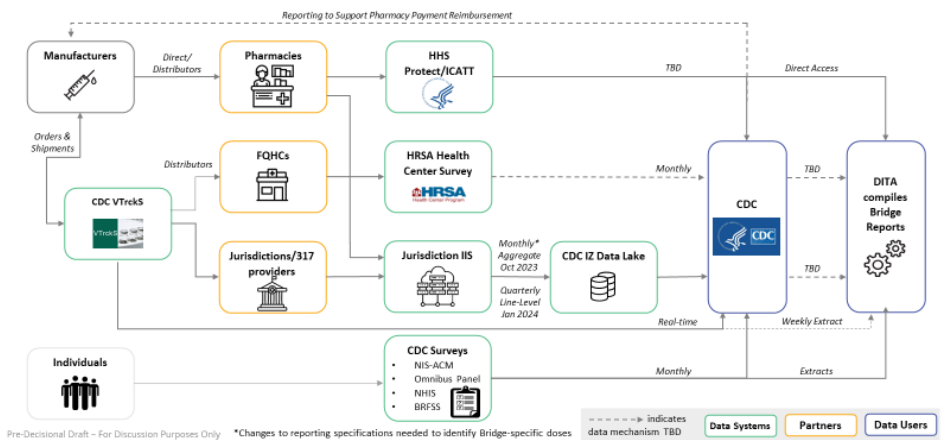 Reporting to Support Pharmacy Payment Reimbursement
Manufacturers
Direct/
Distributors
Pharmacies
HHS
Protect/ICATT
TBD
Direct Access
Orders &
Shipments
Distributors
FQHCs
HRSA Health
Center Survey
HRSA
Health Center Program
Monthly
CDC
CDC
TBD
DITA
compiles
Bridge
Reports
CDC VTrckS
VTrckS
Jurisdictions/317
providers
Jurisdiction IIS
Monthly*
Aggregate
Oct 2023
Quarterly
Line-Level
Jan 2024
CDC IZ Data Lake
TBD
Real-time
Weekly Extract
Individuals
CDC Surveys
• NIS-ACM
• Omnibus Panel
• NHIS
• BRFSS
Monthly
Extracts
Pre-Decisional Draft – For Discussion Purposes Only
*Changes to reporting specifications needed to identify Bridge-specific doses
indicates
data mechanism TBD
Data Systems
Partners
Data Users